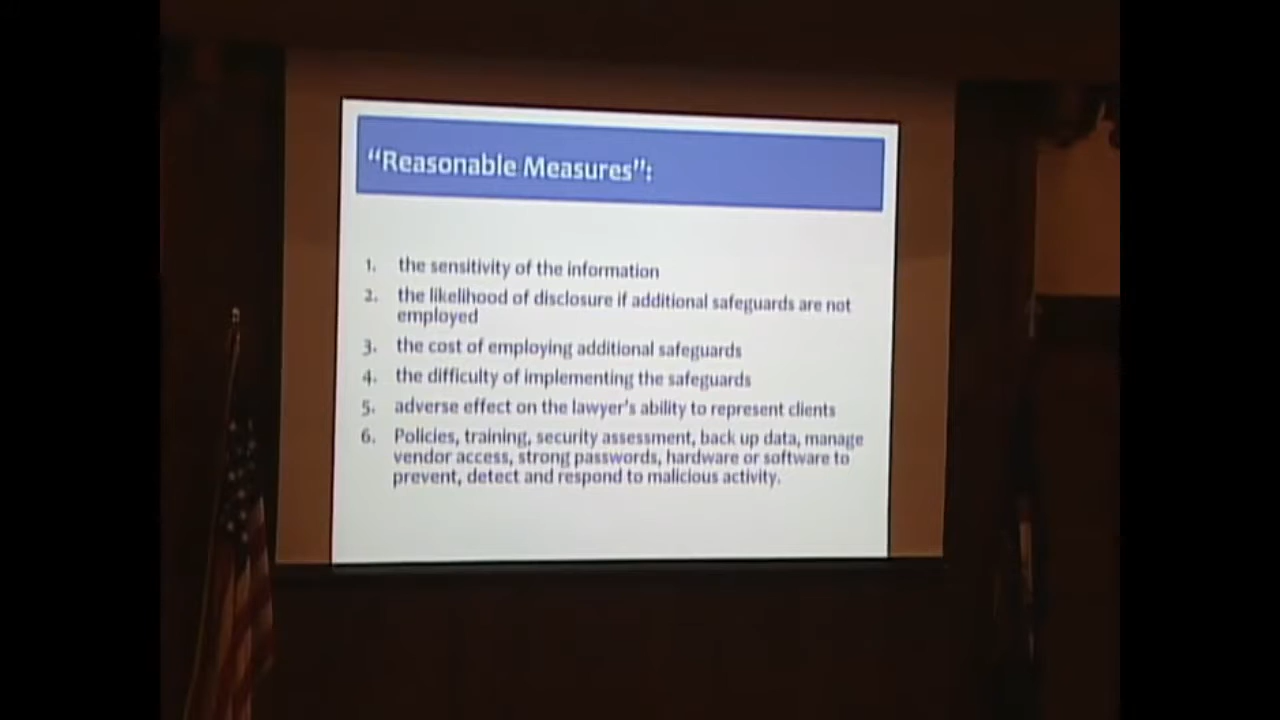 “Reasonable Measures”:
1. the sensitivity of the information
2. the likelihood of disclosure if additional safeguards are not
employed
3. the cost of employing additional safeguards
4. the difficulty of implementing the safeguards
5. adverse effect on the lawyer’s ability to represent clients
6. Policies, training, security assessment, back up data, manage
vendor access, strong passwords, hardware or software to
prevent, detect and respond to malicious activity.